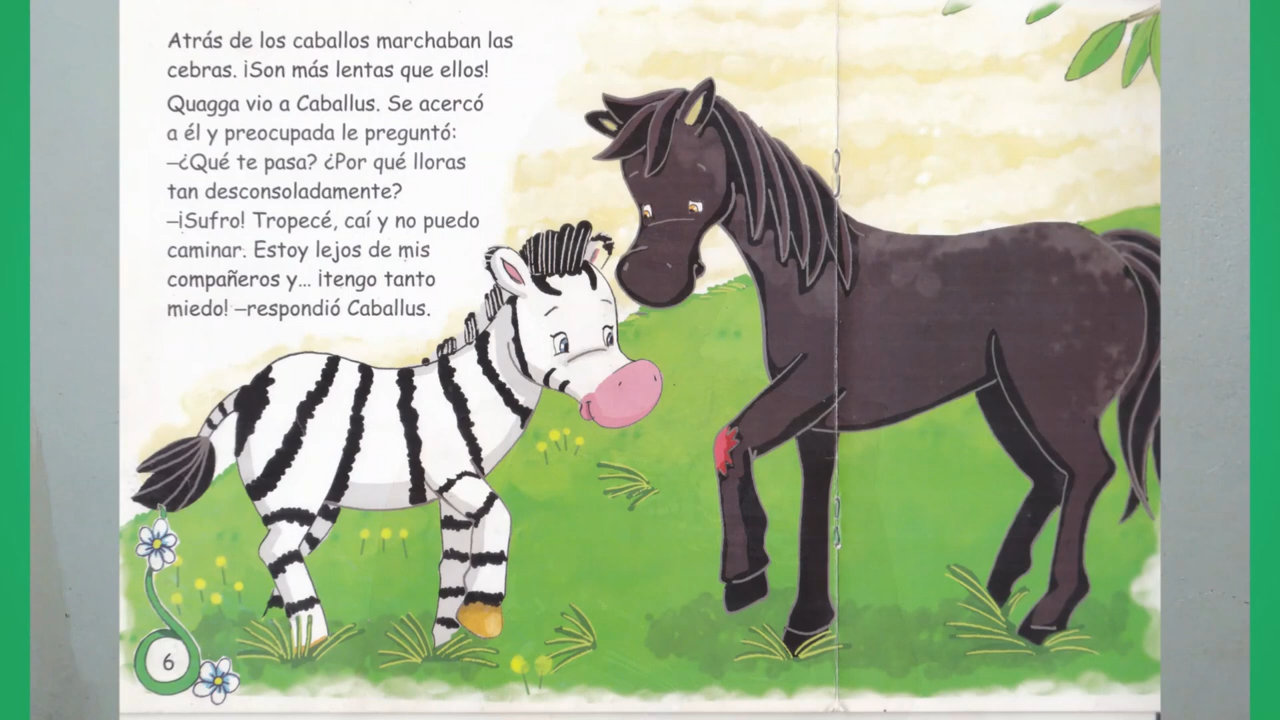 Atrás de los caballos marchaban las
cebras. ¡Son más lentas que ellos!
Quagga vio a Caballus. Se acercó
a él y preocupada le preguntó:
—¿Qué te pasa? ¿Por qué lloras
tan desconsoladamente?
—¡Sufro! Tropecé, caí y no puedo
caminar. Estoy lejos de mis
compañeros y... ¡tengo tanto
miedo! —respondió Caballus.
6